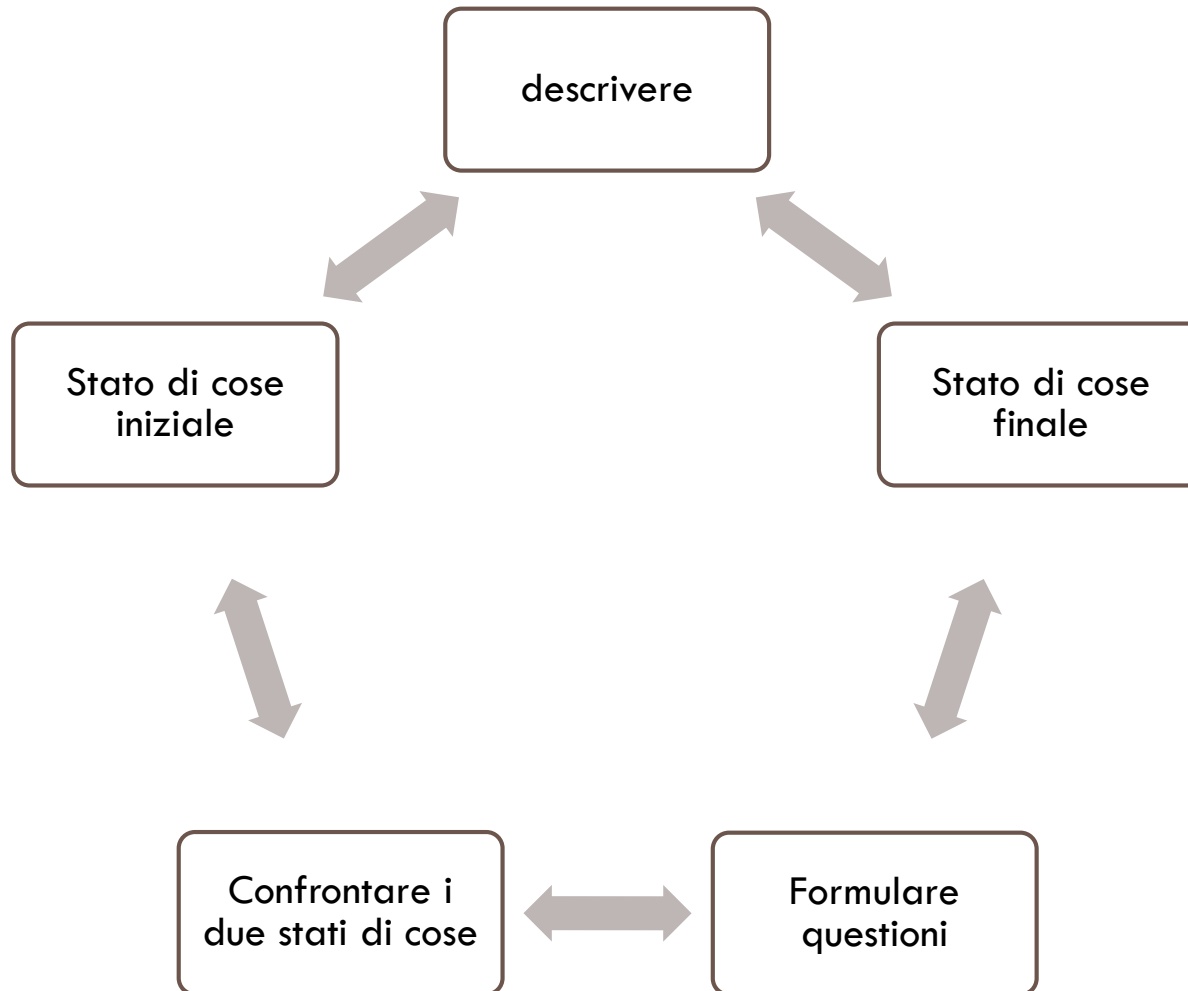 descrivere
Stato di cose
iniziale
Stato di cose
finale
Confrontare i
due stati di cose
Formulare
questioni